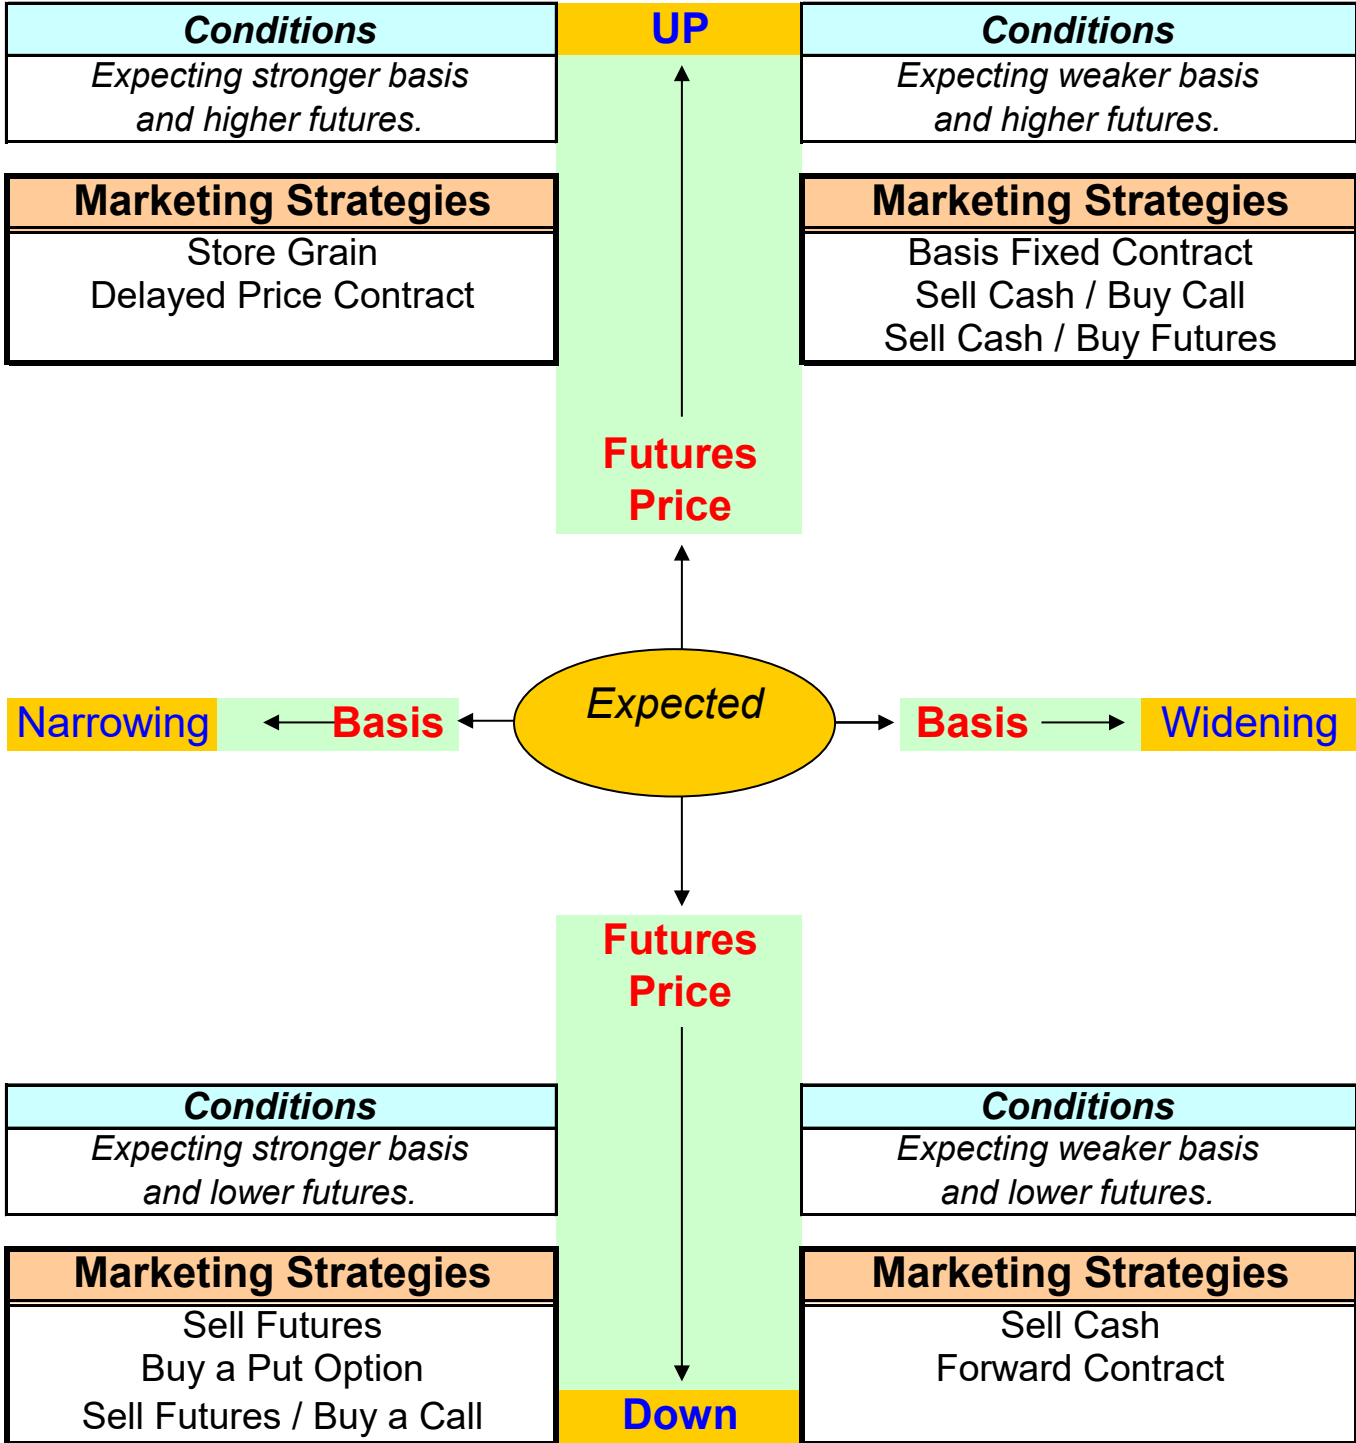 Conditions
UP
Conditions
Expecting stronger basis
and higher futures.
Expecting weaker basis
and higher futures.
Marketing Strategies
Store Grain
Delayed Price Contract
Marketing Strategies
Basis Fixed Contract
Sell Cash / Buy Call
Sell Cash / Buy Futures
Futures
Price
Expected
Narrowing
Basis
Basis
Widening
Futures
Price
Conditions
Expecting stronger basis
and lower futures.
Conditions
Expecting weaker basis
and lower futures.
Marketing Strategies
Sell Futures
Buy a Put Option
Sell Futures / Buy a Call
Marketing Strategies
Sell Cash
Forward Contract
Down